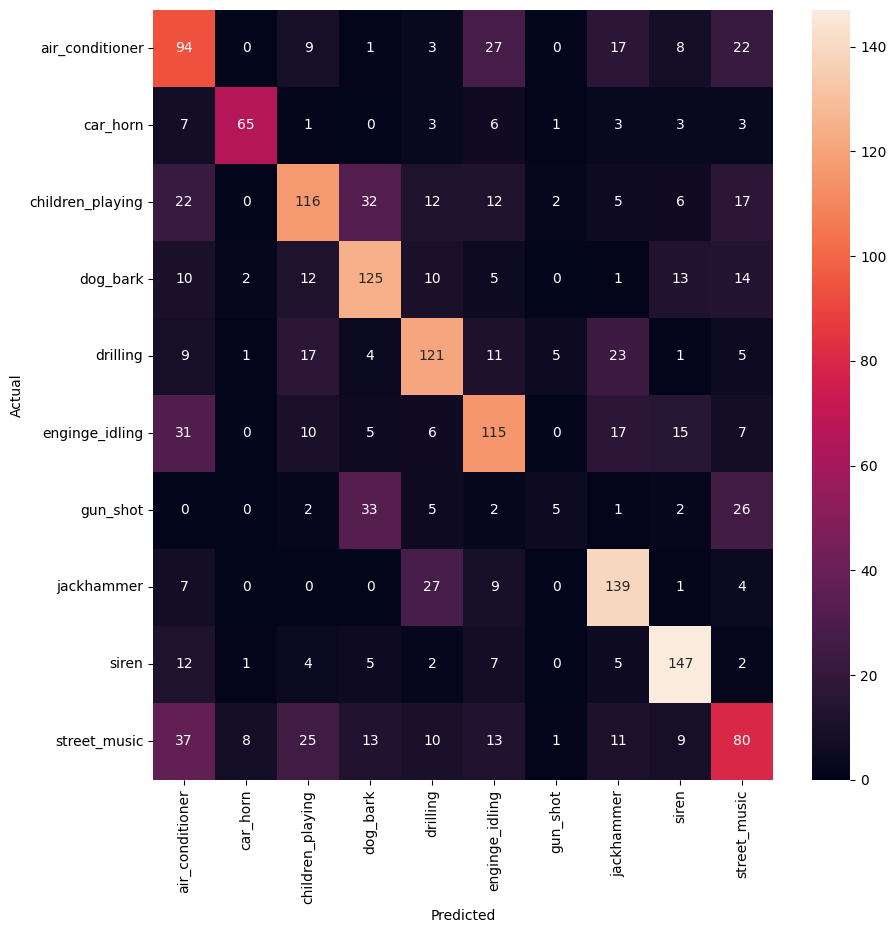 air_conditioner 94 0 9 1 3 27 0 17 8 22
car_horn 7 65 1 0 3 6 1 3 3 3
children_playing 22 0 116 32 12 12 2 5 6 17
dog_bark 10 2 12 125 10 5 0 1 13 14
drilling 9 1 17 4 121 11 5 23 1 5
enginge_idling 31 0 10 5 6 115 0 17 15 7
gun_shot 0 0 2 33 5 2 5 1 2 26
jackhammer 7 0 0 0 27 9 0 139 1 4
siren 12 1 4 5 2 7 0 5 147 2
street_music 37 8 25 13 10 13 1 11 9 80
Actual
air_conditioner
car_horn
children_playing
dog_bark
drilling
enginge_idling
gun_shot
jackhammer
siren
street_music
Predicted
140
120
100
80
60
40
20
0